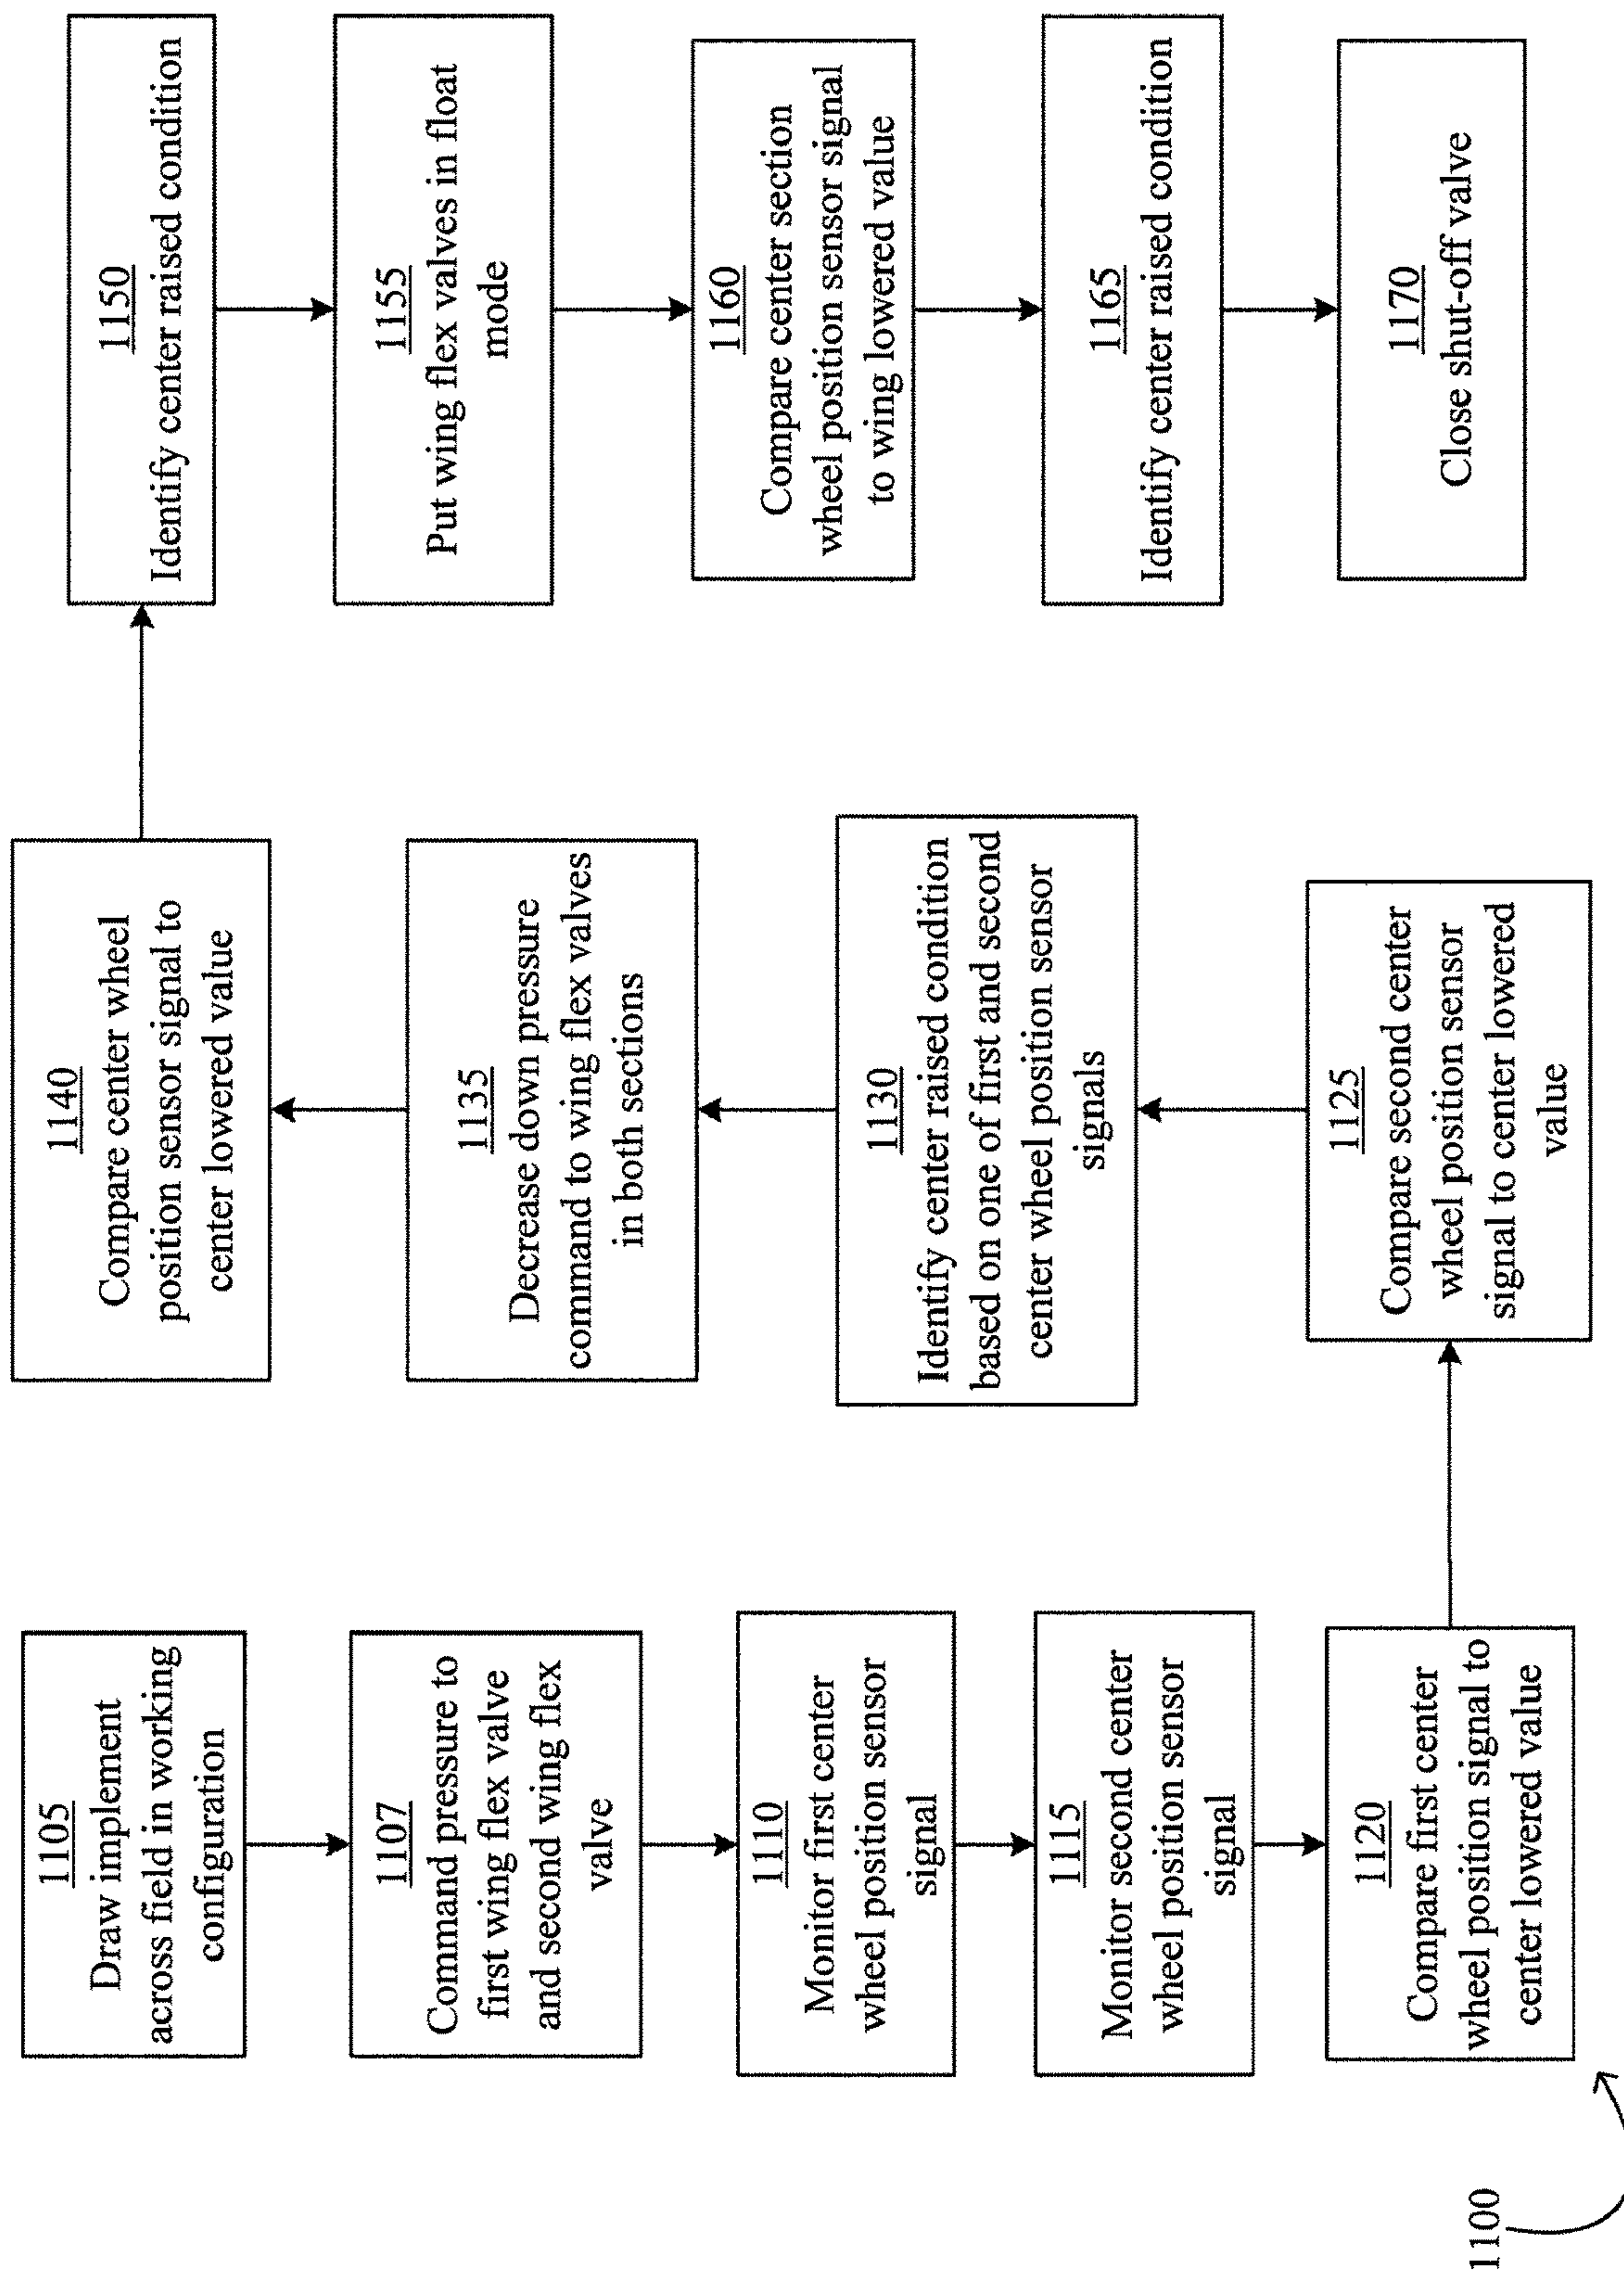 1105
Draw implement
across field in working
configuration
1107
Command pressure to
first wing flex valve
and second wing flex
valve
1110
Monitor first center
wheel position sensor
signal
1115
Monitor second center
wheel position sensor
signal
1120
Compare first center
wheel position signal to
center lowered value
1125
Compare second center
wheel position sensor
signal to center lowered
value
1130
Identify center raised condition
based on one of first and second
center wheel position sensor
signals
1135
Decrease down pressure
command to wing flex valves
in both sections
1140
Compare center wheel
position sensor signal to
center lowered value
1150
Identify center raised condition
1155
Put wing flex valves in float
mode
1160
Compare center section
wheel position sensor signal
to wing lowered value
1165
Identify center raised condition
1170
Close shut-off valve
1100